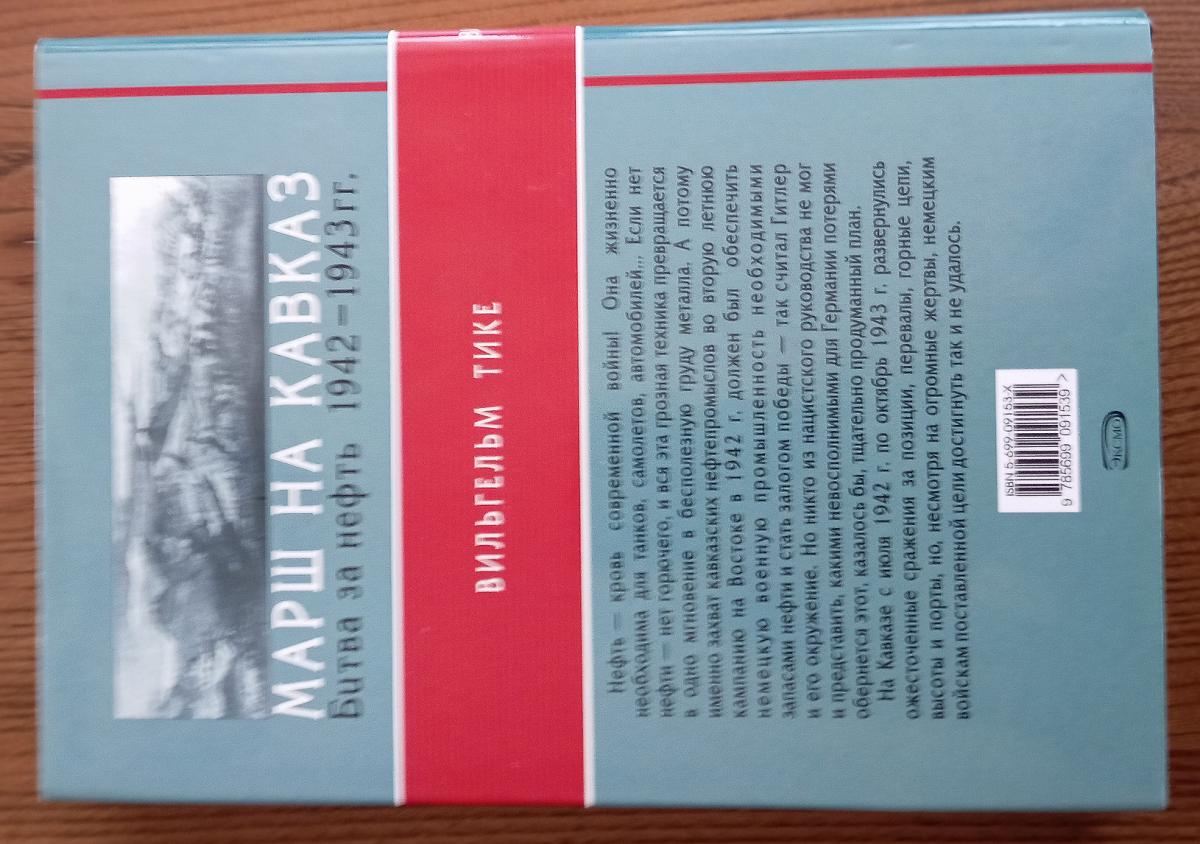 МАРШ НА КАВКАЗ
Битва за нефть 1942–1943 гг.
ВИЛЬГЕЛЬМ ТИКЕ
Нефть — кровь современной войны! Она жизненно
необходима для танков, самолетов, автомобилей... Если нет
нефти — нет горючего, и вся эта грозная техника превращается
в одно мгновение в бесполезную груду металла. А потому
именно захват кавказских нефтепромыслов во вторую летнюю
кампанию на Востоке в 1942 г. должен был обеспечить
немецкую военную промышленность необходимыми
запасами нефти и стать залогом победы — так считал Гитлер
и его окружение. Но никто из нацистского руководства не мог
и представить, какими невосполнимыми для Германии потерями
обернется этот, казалось бы, тщательно продуманный план.
На Кавказе с июля 1942 г. по октябрь 1943 г. развернулись
ожесточенные сражения за позиции, перевалы, горные цепи,
высоты и порты, но, несмотря на огромные жертвы, немецким
войскам поставленной цели достигнуть так и не удалось.
ISBN 5-699-09153-X
9 785699 091539 >
ЭКСМО